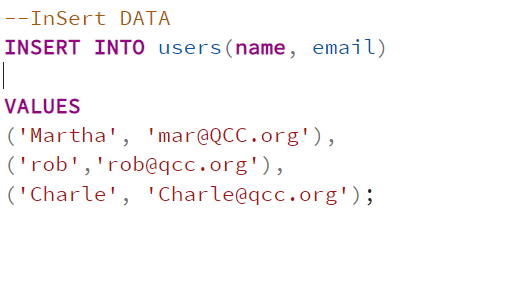 --InSert DATA
INSERT INTO users(name, email)
VALUES
('Martha', 'mar@QCC.org'),
('rob','rob@qcc.org'),
('Charle', 'Charle@qcc.org');